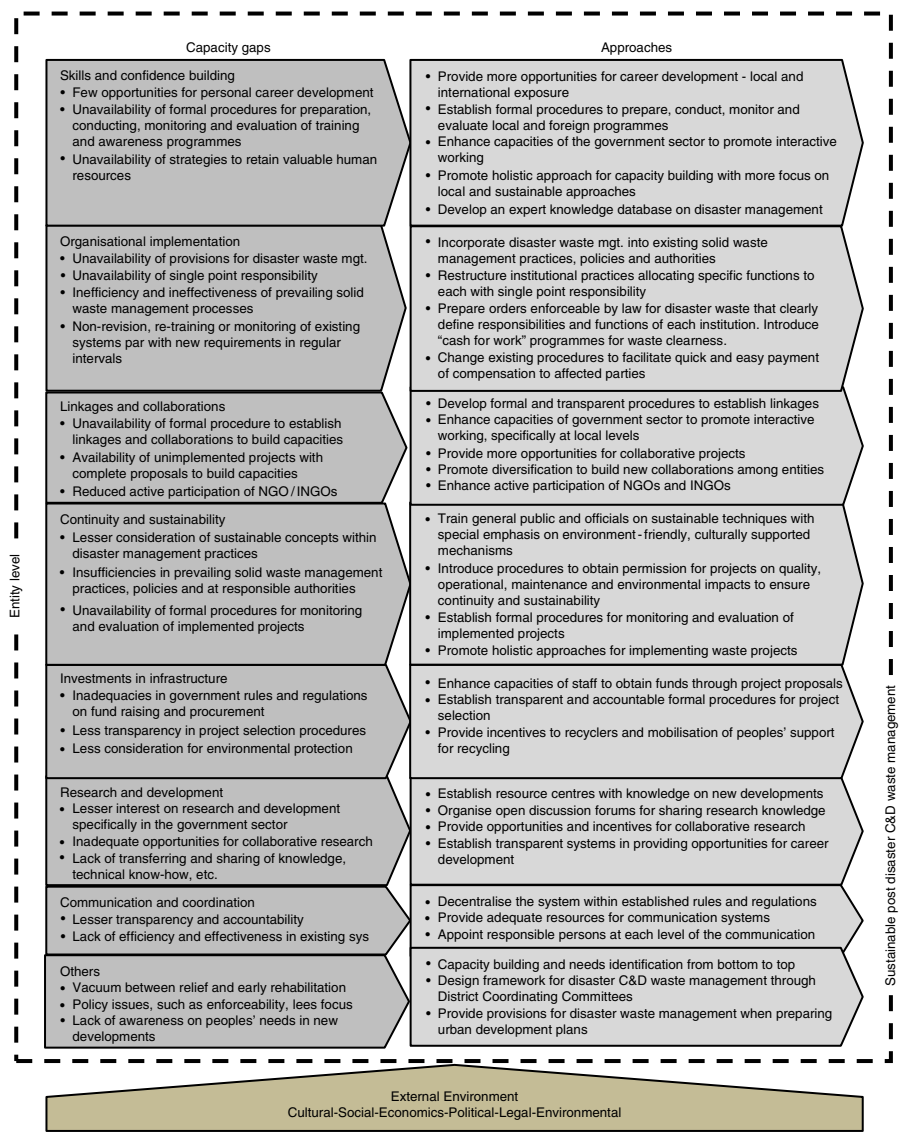 Capacity gaps
Approaches
Skills and confidence building
• Few opportunities for personal career development
• Unavailability of formal procedures for preparation,
conducting, monitoring and evaluation of training
and awareness programmes
• Unavailability of strategies to retain valuable human
resources
• Provide more opportunities for career development - local and
international exposure
• Establish formal procedures to prepare, conduct, monitor and
evaluate local and foreign programmes
• Enhance capacities of the government sector to promote interactive
working
• Promote holistic approach for capacity building with more focus on
local and sustainable approaches
• Develop an expert knowledge database on disaster management
Organisational implementation
• Unavailability of provisions for disaster waste mgt.
• Unavailability of single point responsibility
• Inefficiency and ineffectiveness of prevailing solid
waste management processes
• Non-revision, re-training or monitoring of existing
systems par with new requirements in regular
intervals
• Incorporate disaster waste mgt. into existing solid waste
management practices, policies and authorities
• Restructure institutional practices allocating specific functions to
each with single point responsibility
• Prepare orders enforceable by law for disaster waste that clearly
define responsibilities and functions of each institution. Introduce
“cash for work” programmes for waste clearness.
• Change existing procedures to facilitate quick and easy payment
of compensation to affected parties
Linkages and collaborations
• Unavailability of formal procedure to establish
linkages and collaborations to build capacities
• Availability of unimplemented projects with
complete proposals to build capacities
• Reduced active participation of NGO/INGOs
• Develop formal and transparent procedures to establish linkages
• Enhance capacities of government sector to promote interactive
working, specifically at local levels
• Provide more opportunities for collaborative projects
• Promote diversification to build new collaborations among entities
• Enhance active participation of NGOs and INGOs
Continuity and sustainability
• Lesser consideration of sustainable concepts within
disaster management practices
• Insufficiencies in prevailing solid waste management
practices, policies and at responsible authorities
• Unavailability of formal procedures for monitoring
and evaluation of implemented projects
• Train general public and officials on sustainable techniques with
special emphasis on environment-friendly, culturally supported
mechanisms
• Introduce procedures to obtain permission for projects on quality,
operational, maintenance and environmental impacts to ensure
continuity and sustainability
• Establish formal procedures for monitoring and evaluation of
implemented projects
• Promote holistic approaches for implementing waste projects
Investments in infrastructure
• Inadequacies in government rules and regulations
on fund raising and procurement
• Less transparency in project selection procedures
• Less consideration for environmental protection
• Enhance capacities of staff to obtain funds through project proposals
• Establish transparent and accountable formal procedures for project
selection
• Provide incentives to recyclers and mobilisation of peoples’ support
for recycling
Research and development
• Lesser interest on research and development
specifically in the government sector
• Inadequate opportunities for collaborative research
• Lack of transferring and sharing of knowledge,
technical know-how, etc.
• Establish resource centres with knowledge on new developments
• Organise open discussion forums for sharing research knowledge
• Provide opportunities and incentives for collaborative research
• Establish transparent systems in providing opportunities for career
development
Communication and coordination
• Lesser transparency and accountability
• Lack of efficiency and effectiveness in existing sys
• Decentralise the system within established rules and regulations
• Provide adequate resources for communication systems
• Appoint responsible persons at each level of the communication
Others
• Vacuum between relief and early rehabilitation
• Policy issues, such as enforceability, lees focus
• Lack of awareness on peoples’ needs in new
developments
• Capacity building and needs identification from bottom to top
• Design framework for disaster C&D waste management through
District Coordinating Committees
• Provide provisions for disaster waste management when preparing
urban development plans
Entity level
Sustainable post disaster C&D waste management
External Environment
Cultural-Social-Economics-Political-Legal-Environmental